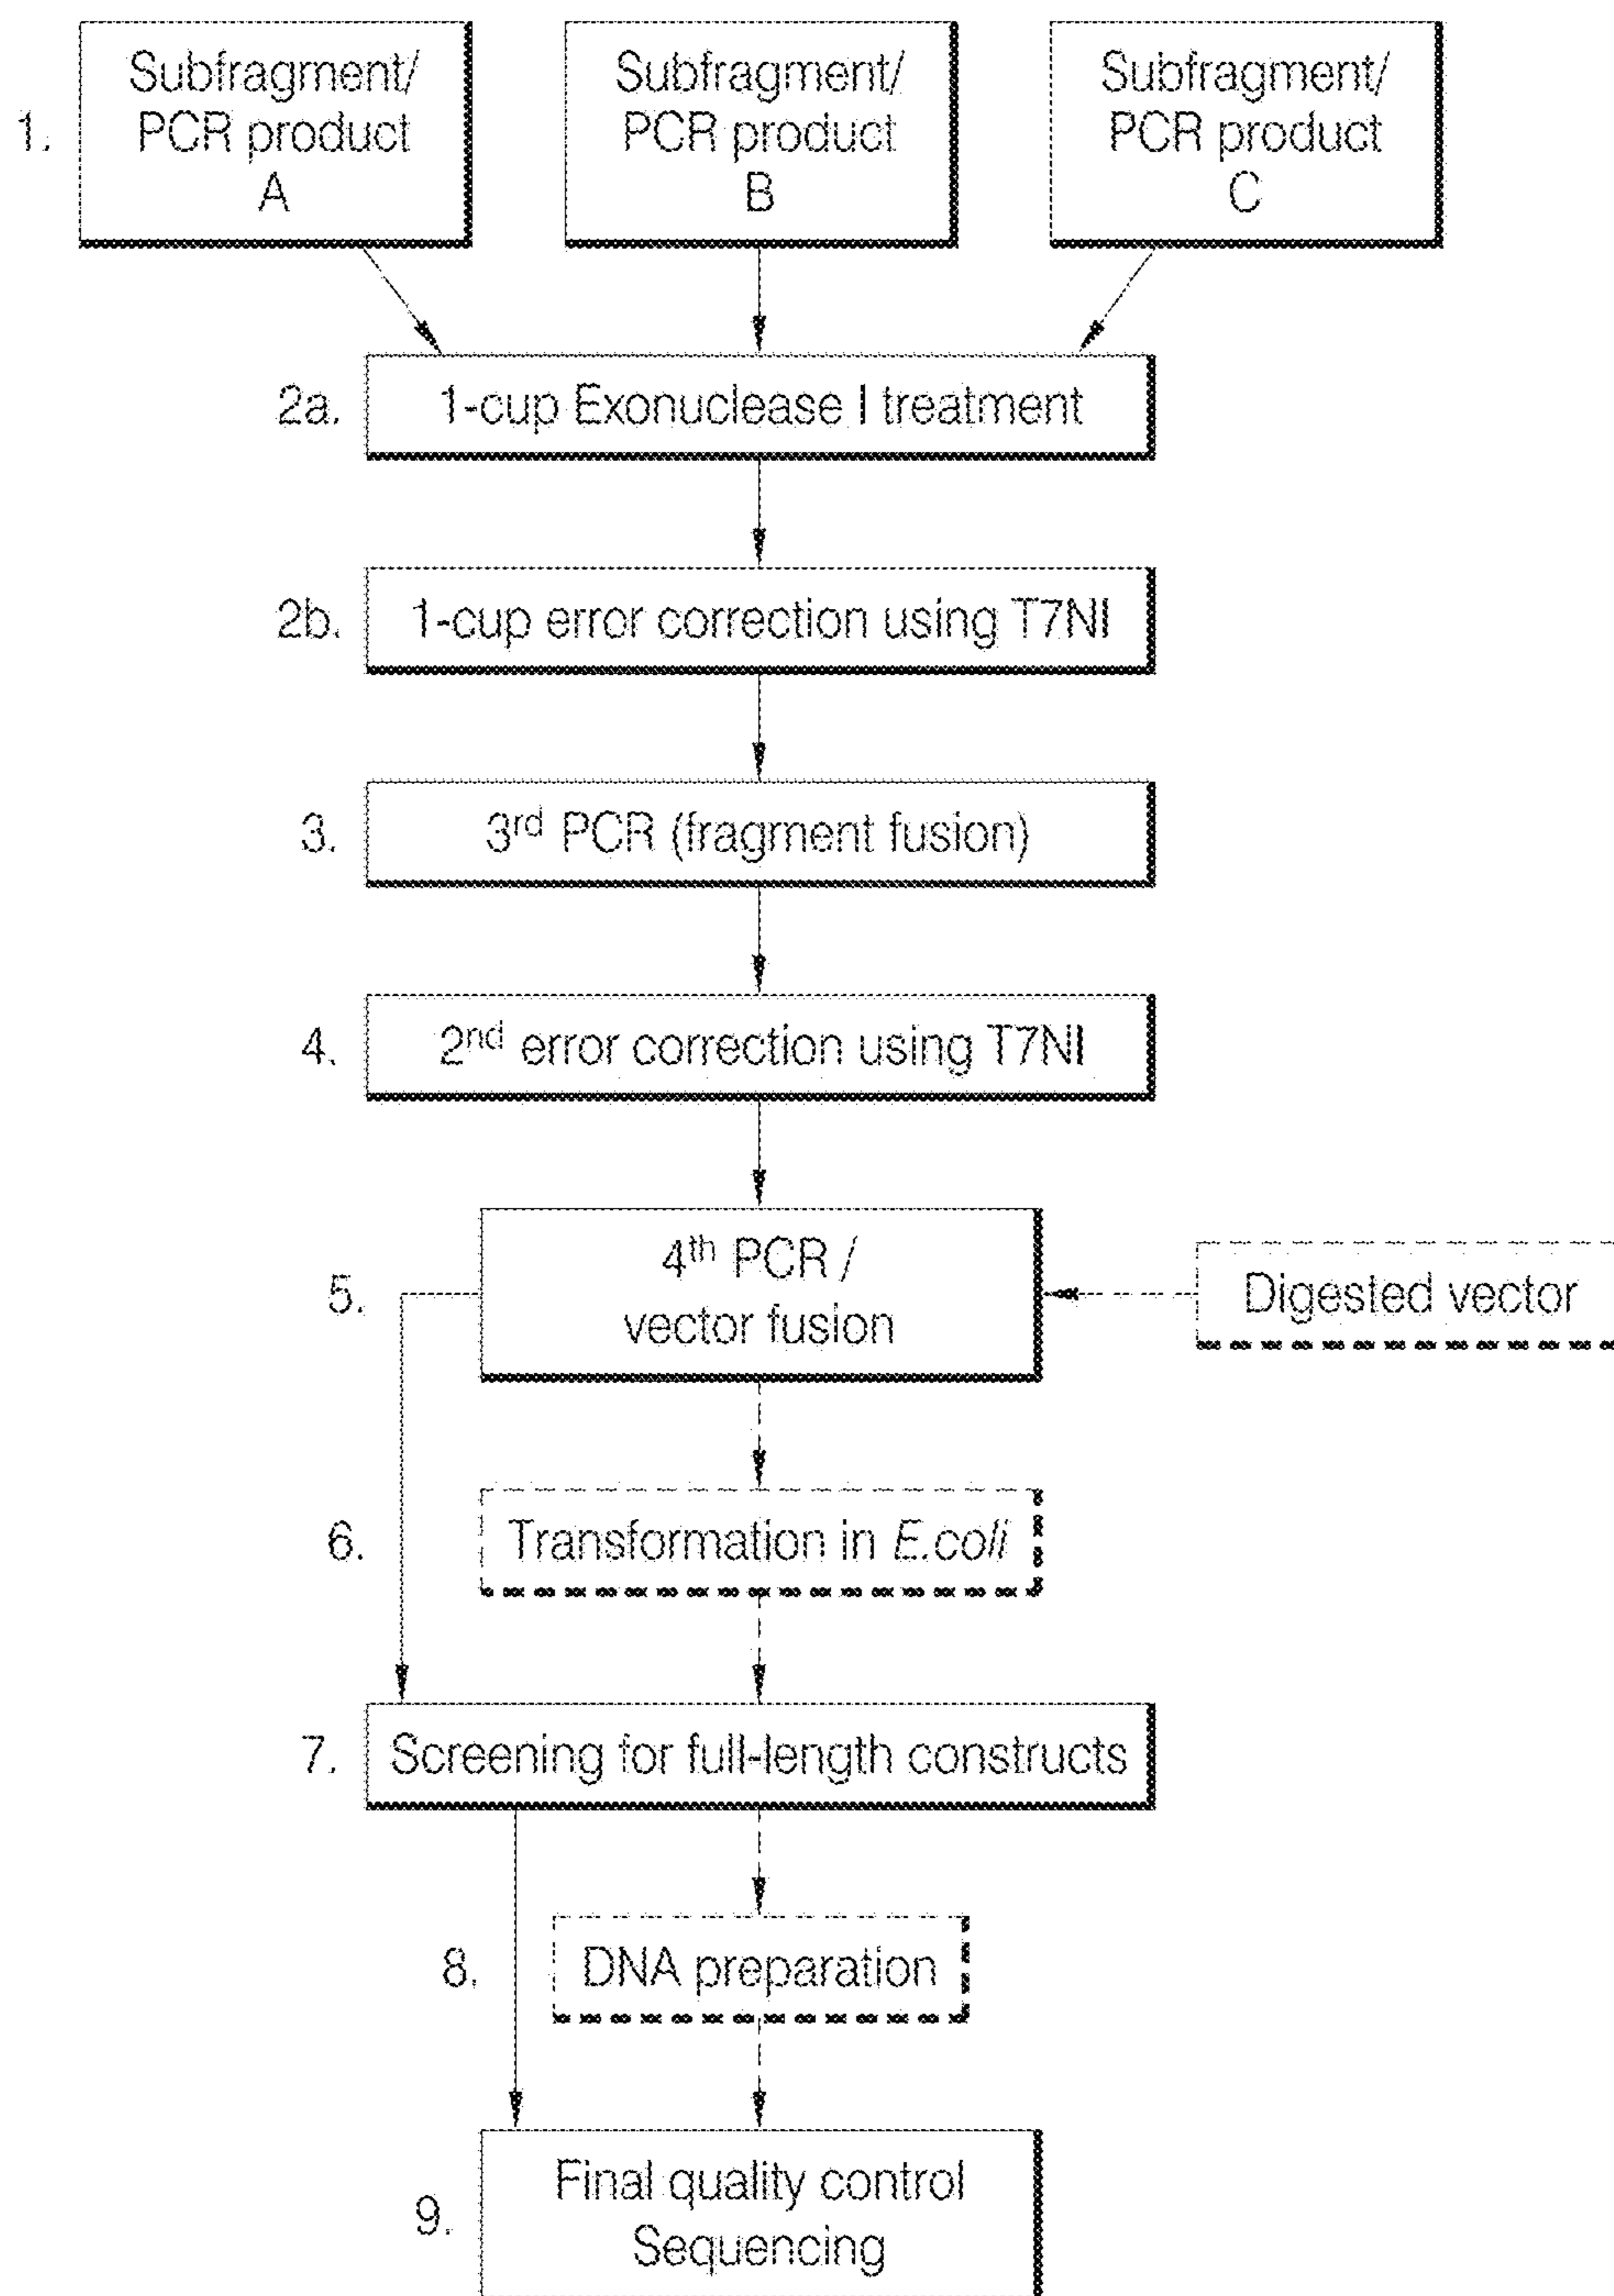 Subfragment/
PCR product
A
Subfragment/
PCR product
B
Subfragment/
PCR product
C
1.
2a. 1-cup Exonuclease I treatment
2b. 1-cup error correction using T7NI
3. 3rd PCR (fragment fusion)
4. 2nd error correction using T7NI
5. 4th PCR /
vector fusion
Digested vector
6. Transformation in E.coli
7. Screening for full-length constructs
8. DNA preparation
9. Final quality control
Sequencing